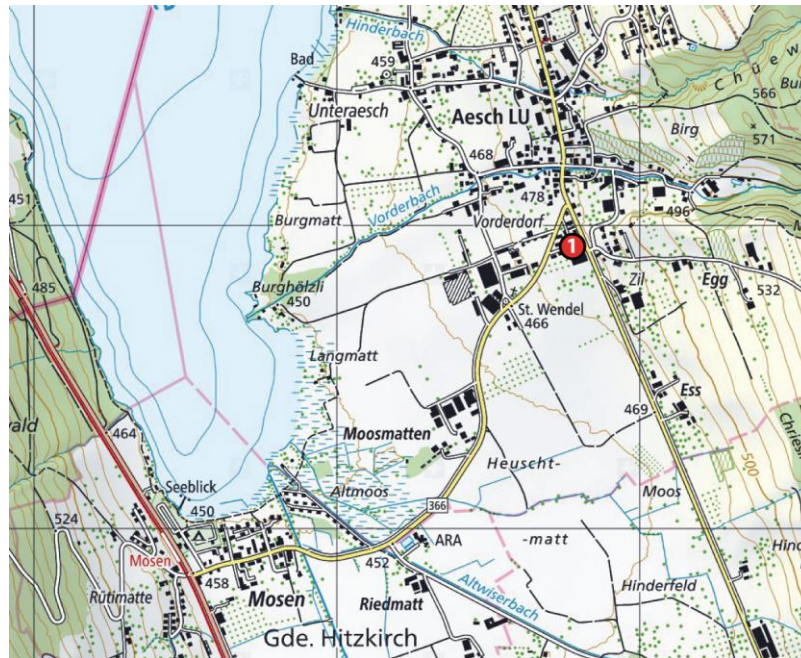 Hinderbach
Bad
459
Chüew
Unteraesch
Aesch LU
566
Birg
571
468
451
Vorderbach
478
Burgmatt
Vorderdorf
496
1
485
Burghölzli
450
Zil
Egg
532
St. Wendel
466
Langmatt
Ess
469
464
Moosmatten
Heuscht-
500
Seeblick
Altmoos
Moos
450
366
524
-matt
ARA
Mosen
452
458
Rütimatte
Mosen
Riedmatt
Altwiserbach
Hinderfeld
Gde. Hitzkirch